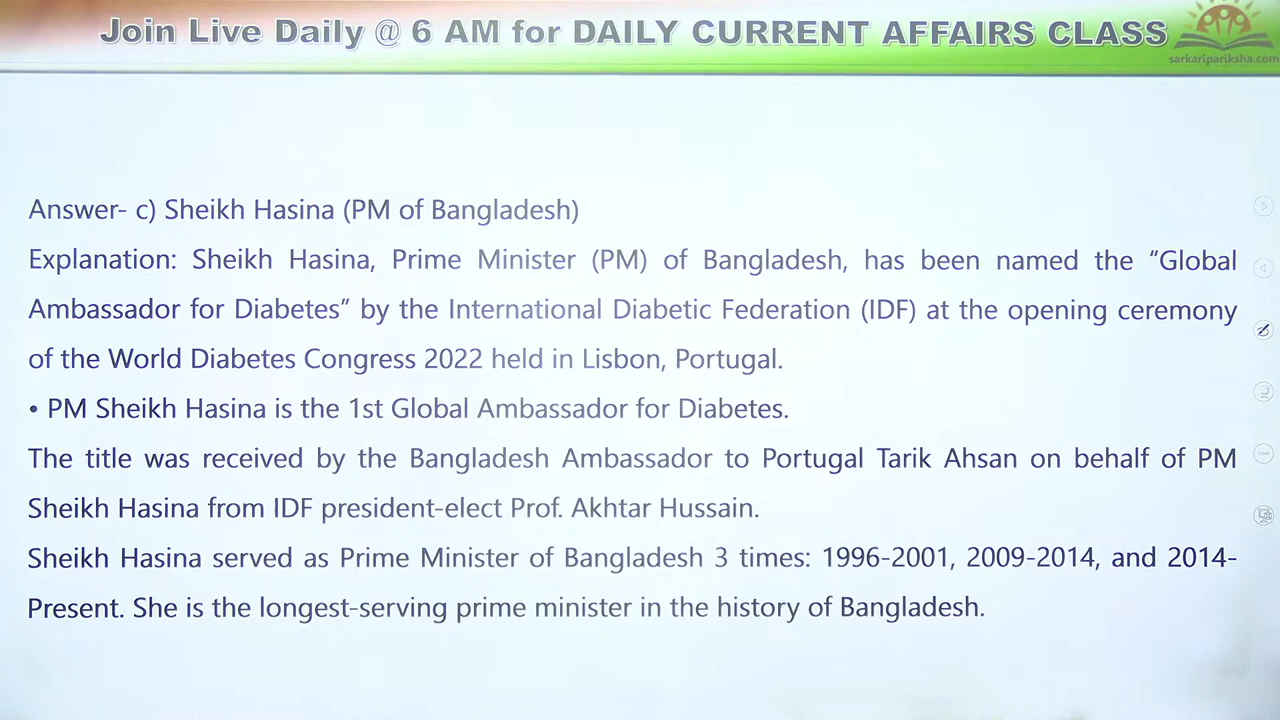 Join Live Daily @ 6 AM for DAILY CURRENT AFFAIRS CLASS
sarkaripariksha.com
Answer- c) Sheikh Hasina (PM of Bangladesh)
Explanation: Sheikh Hasina, Prime Minister (PM) of Bangladesh, has been named the “Global
Ambassador for Diabetes” by the International Diabetic Federation (IDF) at the opening ceremony
of the World Diabetes Congress 2022 held in Lisbon, Portugal.
• PM Sheikh Hasina is the 1st Global Ambassador for Diabetes.
The title was received by the Bangladesh Ambassador to Portugal Tarik Ahsan on behalf of PM
Sheikh Hasina from IDF president-elect Prof. Akhtar Hussain.
Sheikh Hasina served as Prime Minister of Bangladesh 3 times: 1996-2001, 2009-2014, and 2014-
Present. She is the longest-serving prime minister in the history of Bangladesh.